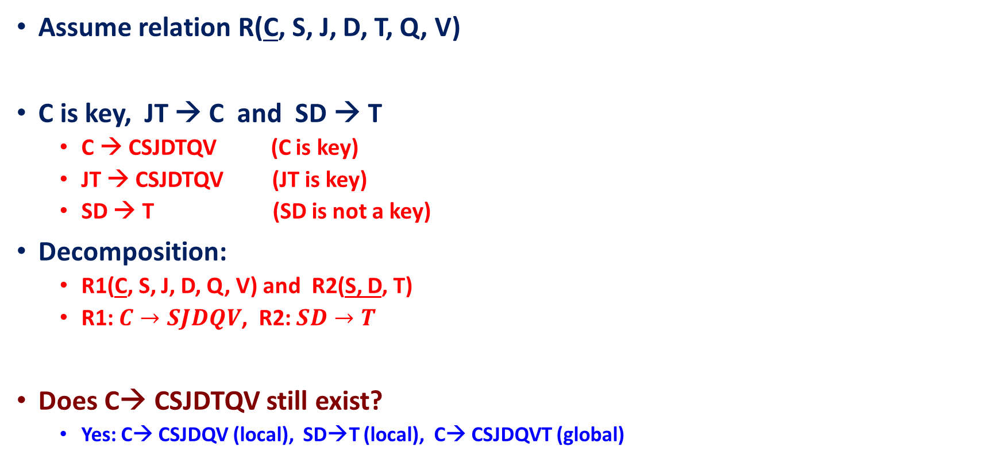 • Assume relation R(C, S, J, D, T, Q, V)
• C is key, JT → C and SD → T
• C → CSJDTQV (C is key)
• JT → CSJDTQV (JT is key)
• SD → T (SD is not a key)
• Decomposition:
• R1(C, S, J, D, Q, V) and R2(S, D, T)
• R1: C → SJDQV, R2: SD → T
• Does C→ CSJDTQV still exist?
• Yes: C→ CSJDQV (local), SD→T (local), C→ CSJDQVT (global)